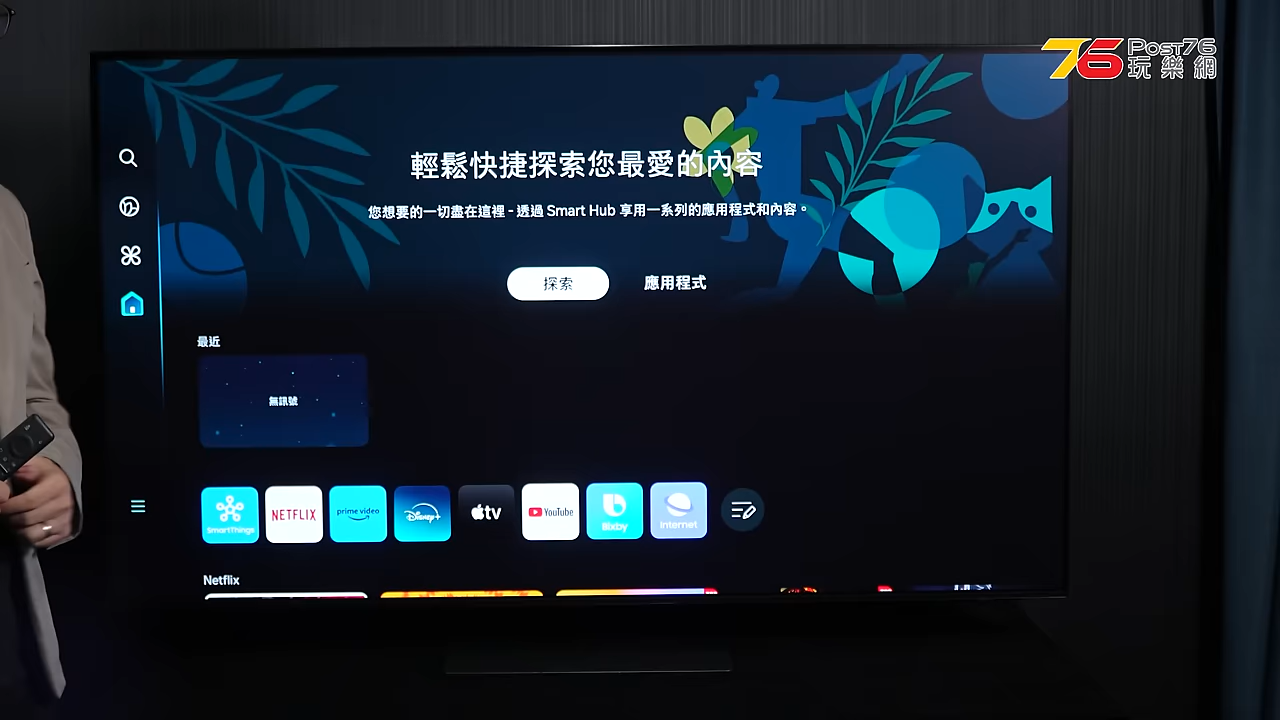 76 Post76
玩樂網
輕鬆快捷探索您最愛的內容
您想要的一切盡在這裡 - 透過 Smart Hub 享用一系列的應用程式和內容。
探索 應用程式
最近
無訊號
SmartThings NETFLIX prime video Disney+ tv YouTube Bixby Internet
Netflix